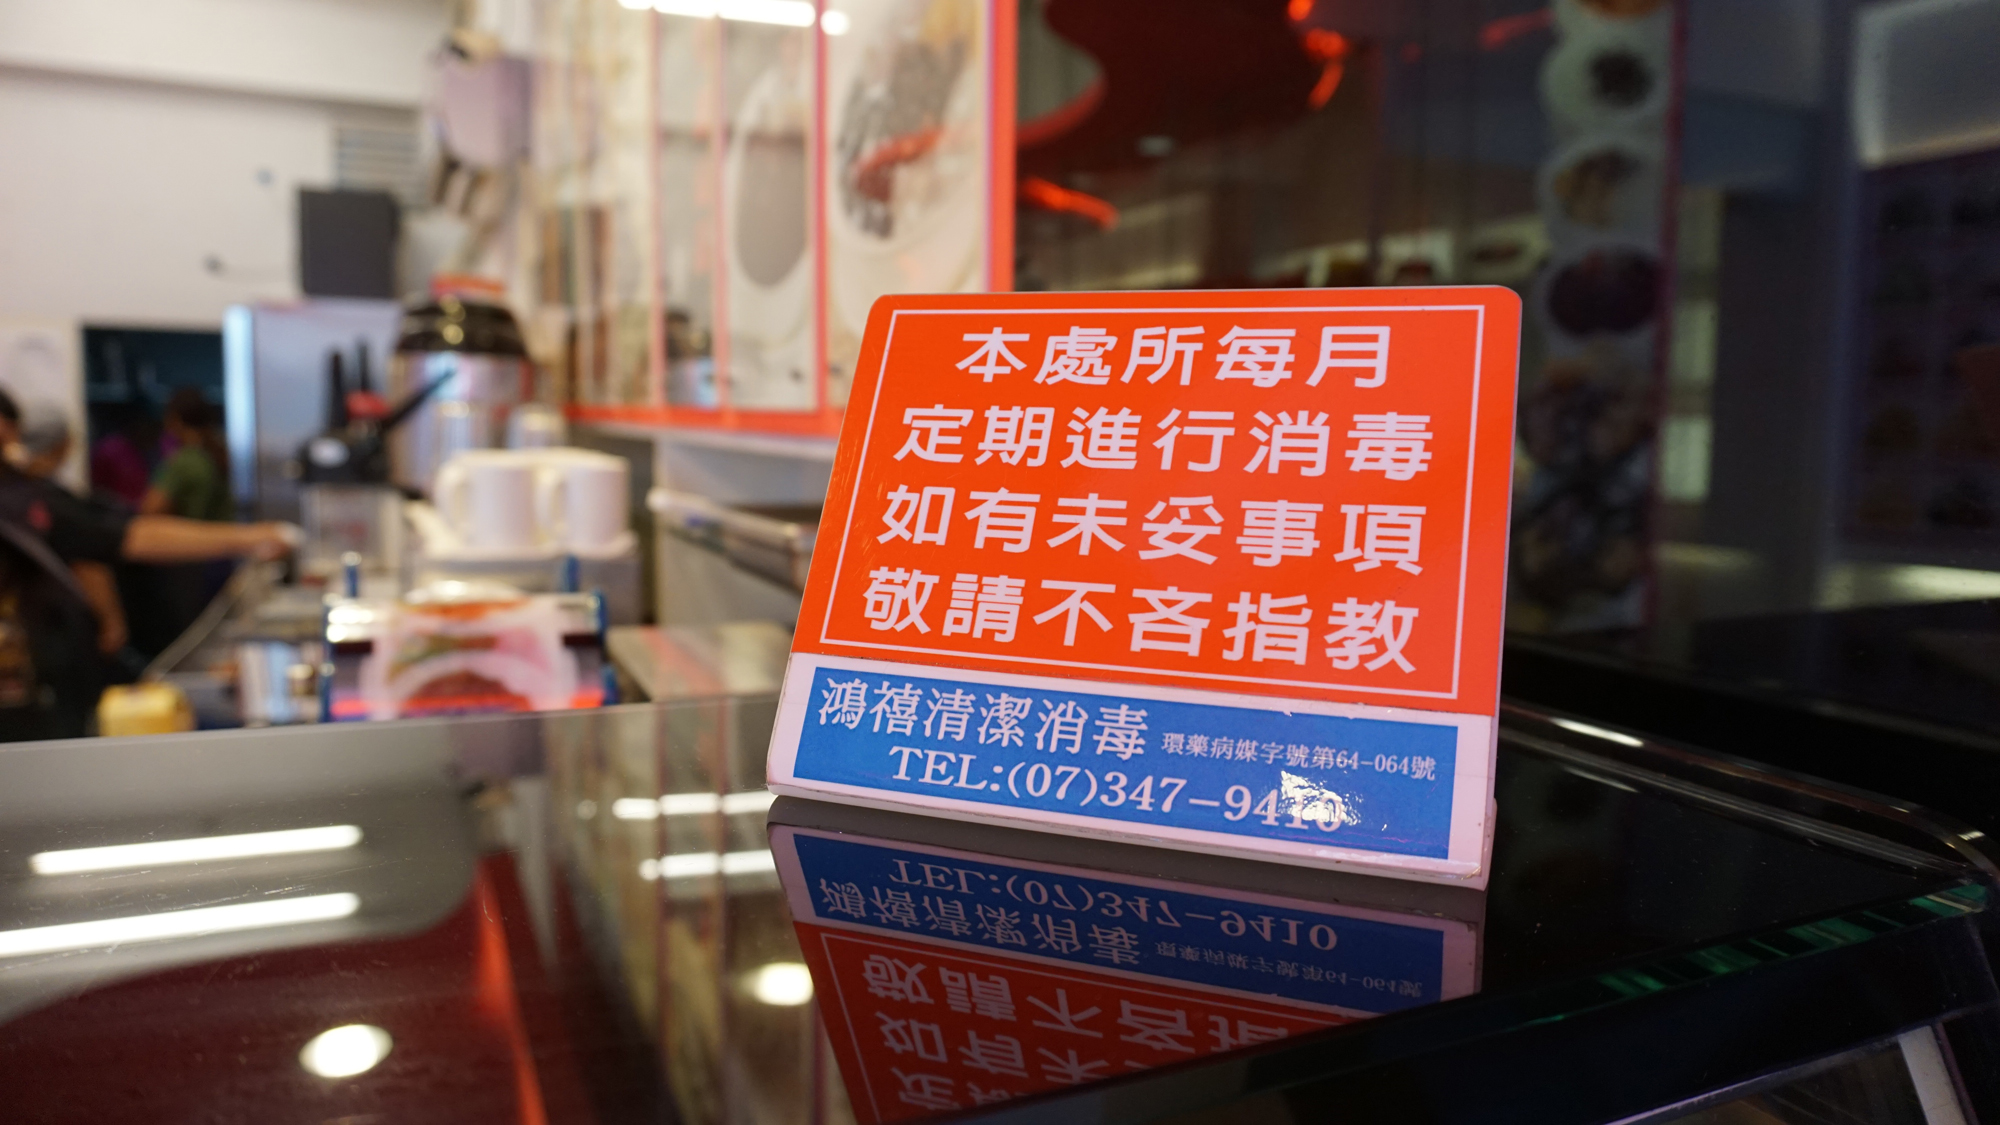 本處所每月
定期進行消毒
如有未妥事項
敬請不吝指教
鴻禧清潔消毒 環藥病媒字號第64-064號
TEL:(07)347-9410